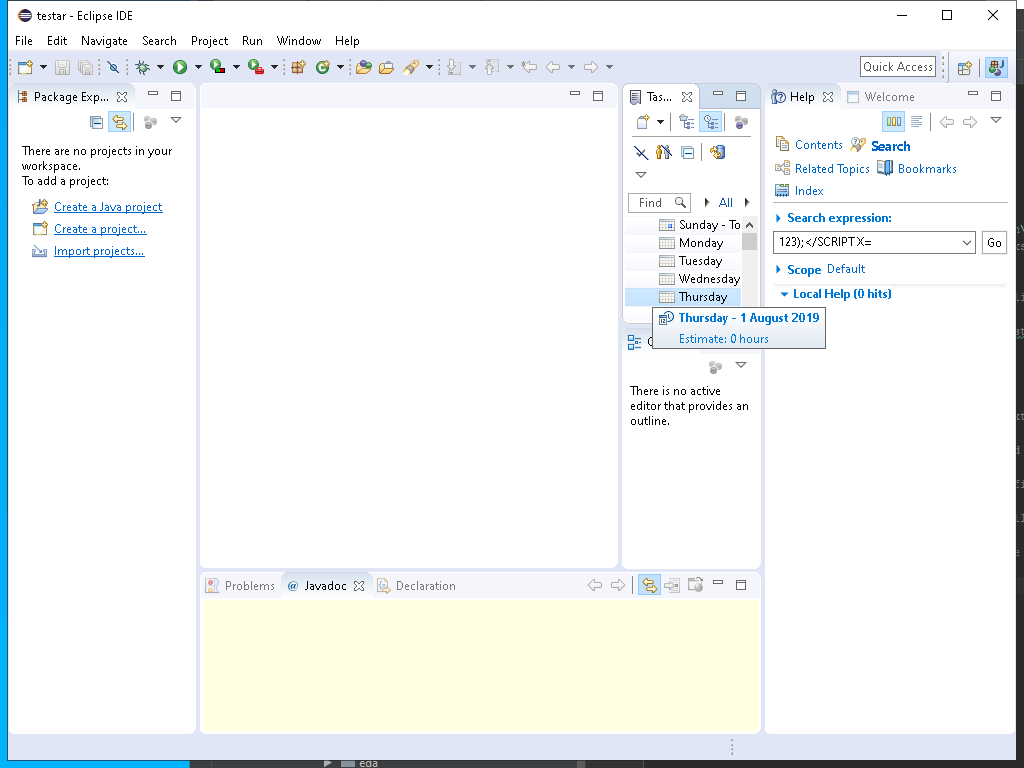 testar - Eclipse IDE
File Edit Navigate Search Project Run Window Help
Quick Access
Package Exp...
There are no projects in your
workspace.
To add a project:
Create a Java project
Create a project...
Import projects...
Tas...
Find
All
Sunday - To
Monday
Tuesday
Wednesday
Thursday
Thursday - 1 August 2019
Estimate: 0 hours
There is no active
editor that provides an
outline.
Help Welcome
Contents Search
Related Topics Bookmarks
Index
Search expression:
123);</SCRIPT X=
Go
Scope Default
Local Help (0 hits)
Problems @ Javadoc Declaration
eda